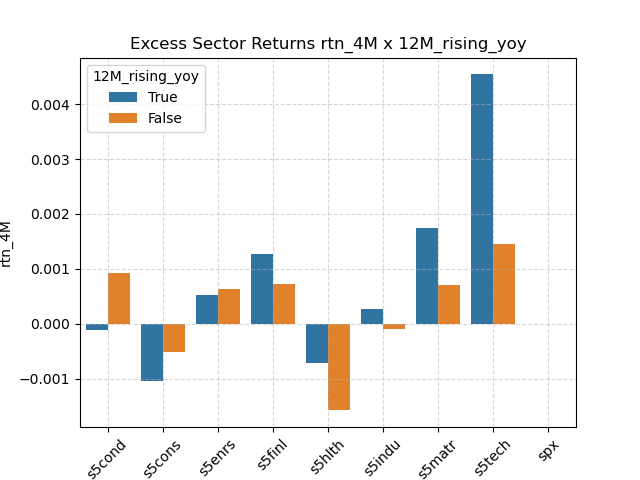 Excess Sector Returns rtn_4M x 12M_rising_yoy
12M_rising_yoy
True
False
0.004
0.003
0.002
0.001
0.000
−0.001
rtn_4M
s5cond
s5cons
s5enrs
s5finl
s5hlth
s5indu
s5matr
s5tech
spx